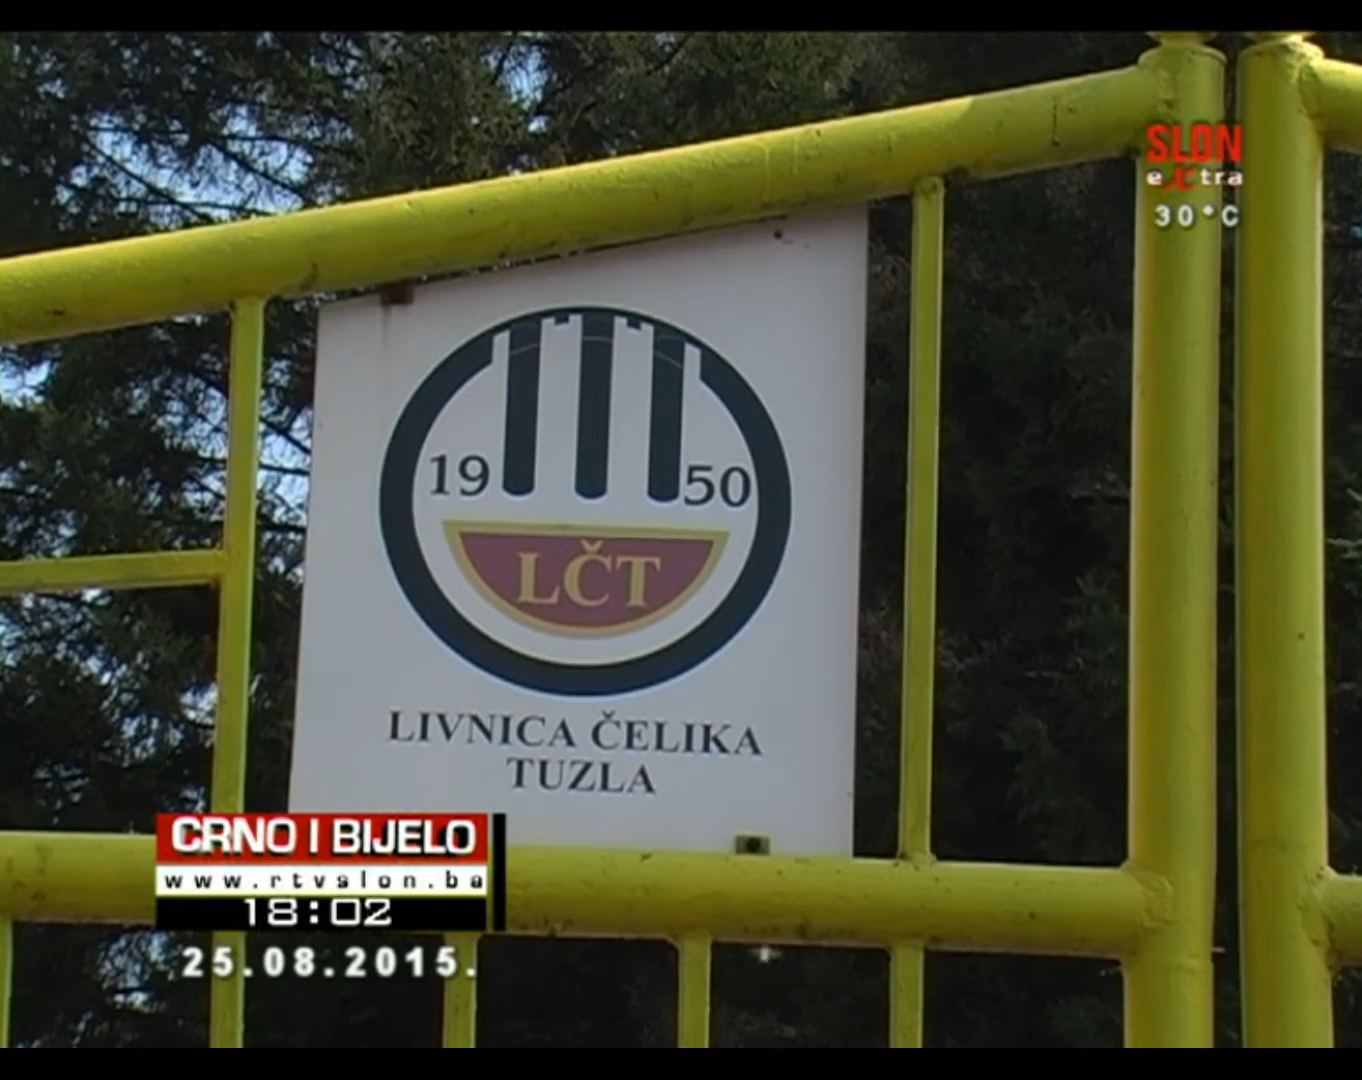 SLON
extra
30°C
19 50
LČT
LIVNICA ČELIKA
TUZLA
CRNO I BIJELO
www.rtvslon.ba
18:02
25.08.2015.